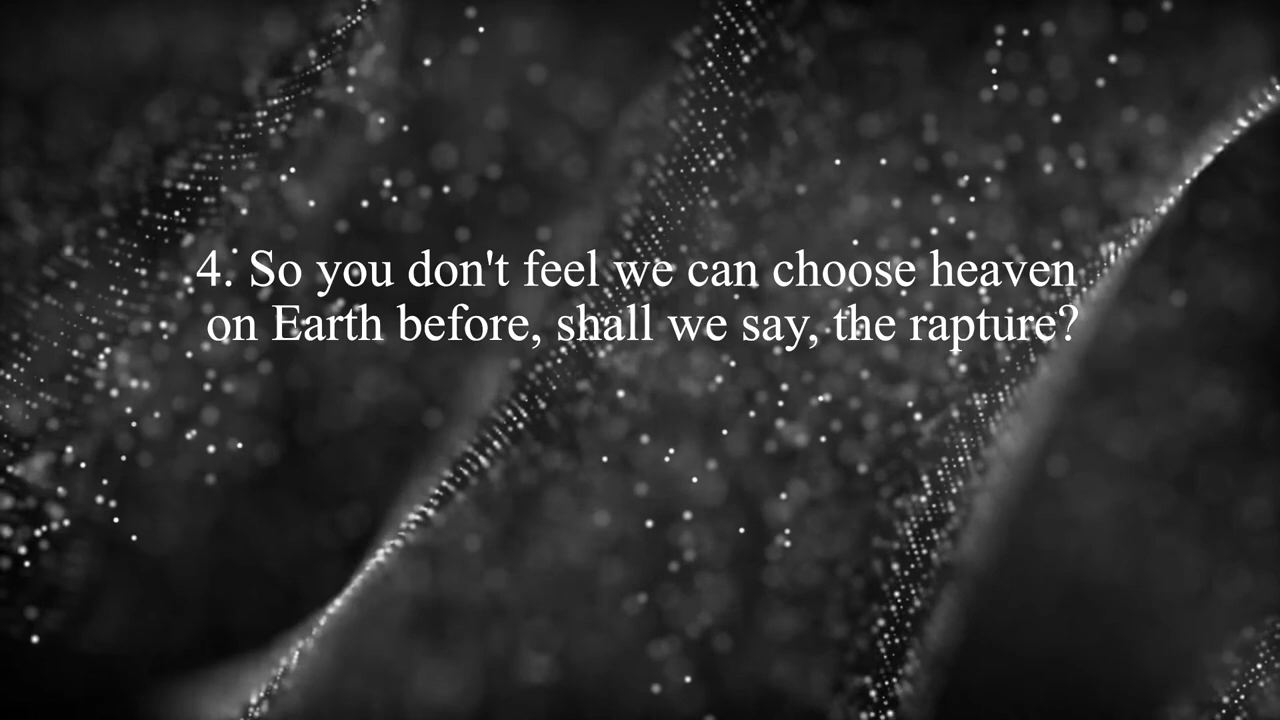 4. So you don't feel we can choose heaven
on Earth before, shall we say, the rapture?